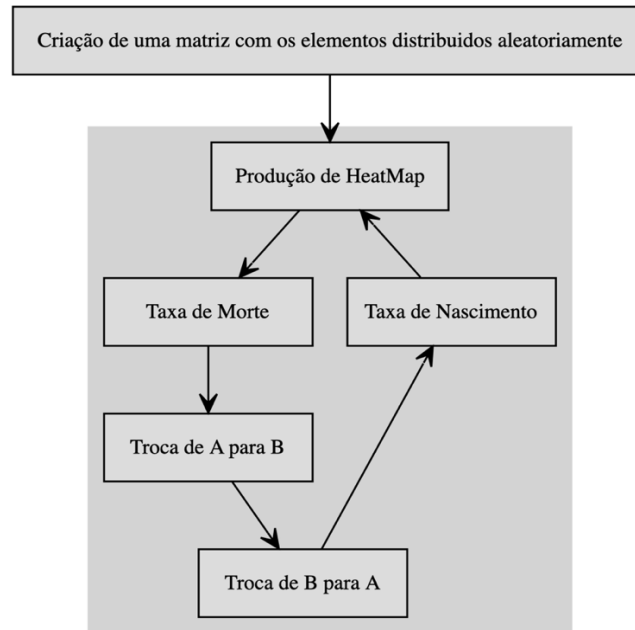 Criação de uma matriz com os elementos distribuidos aleatoriamente
Produção de HeatMap
Taxa de Morte
Taxa de Nascimento
Troca de A para B
Troca de B para A